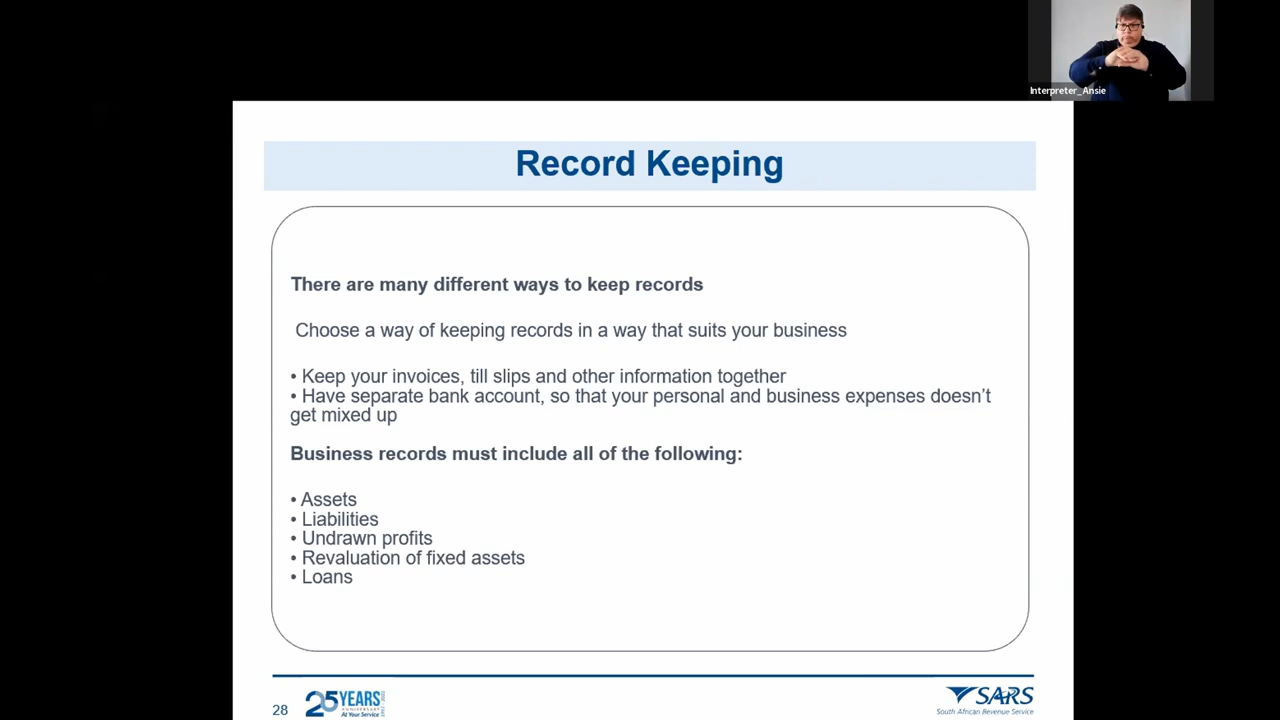 Interpreter_Ansie
Record Keeping
There are many different ways to keep records
Choose a way of keeping records in a way that suits your business
• Keep your invoices, till slips and other information together
• Have separate bank account, so that your personal and business expenses doesn't
get mixed up
Business records must include all of the following:
• Assets
• Liabilities
• Undrawn profits
• Revaluation of fixed assets
• Loans
28
25 YEARS
ANNIVERSARY
At Your Service
SARS
South African Revenue Service